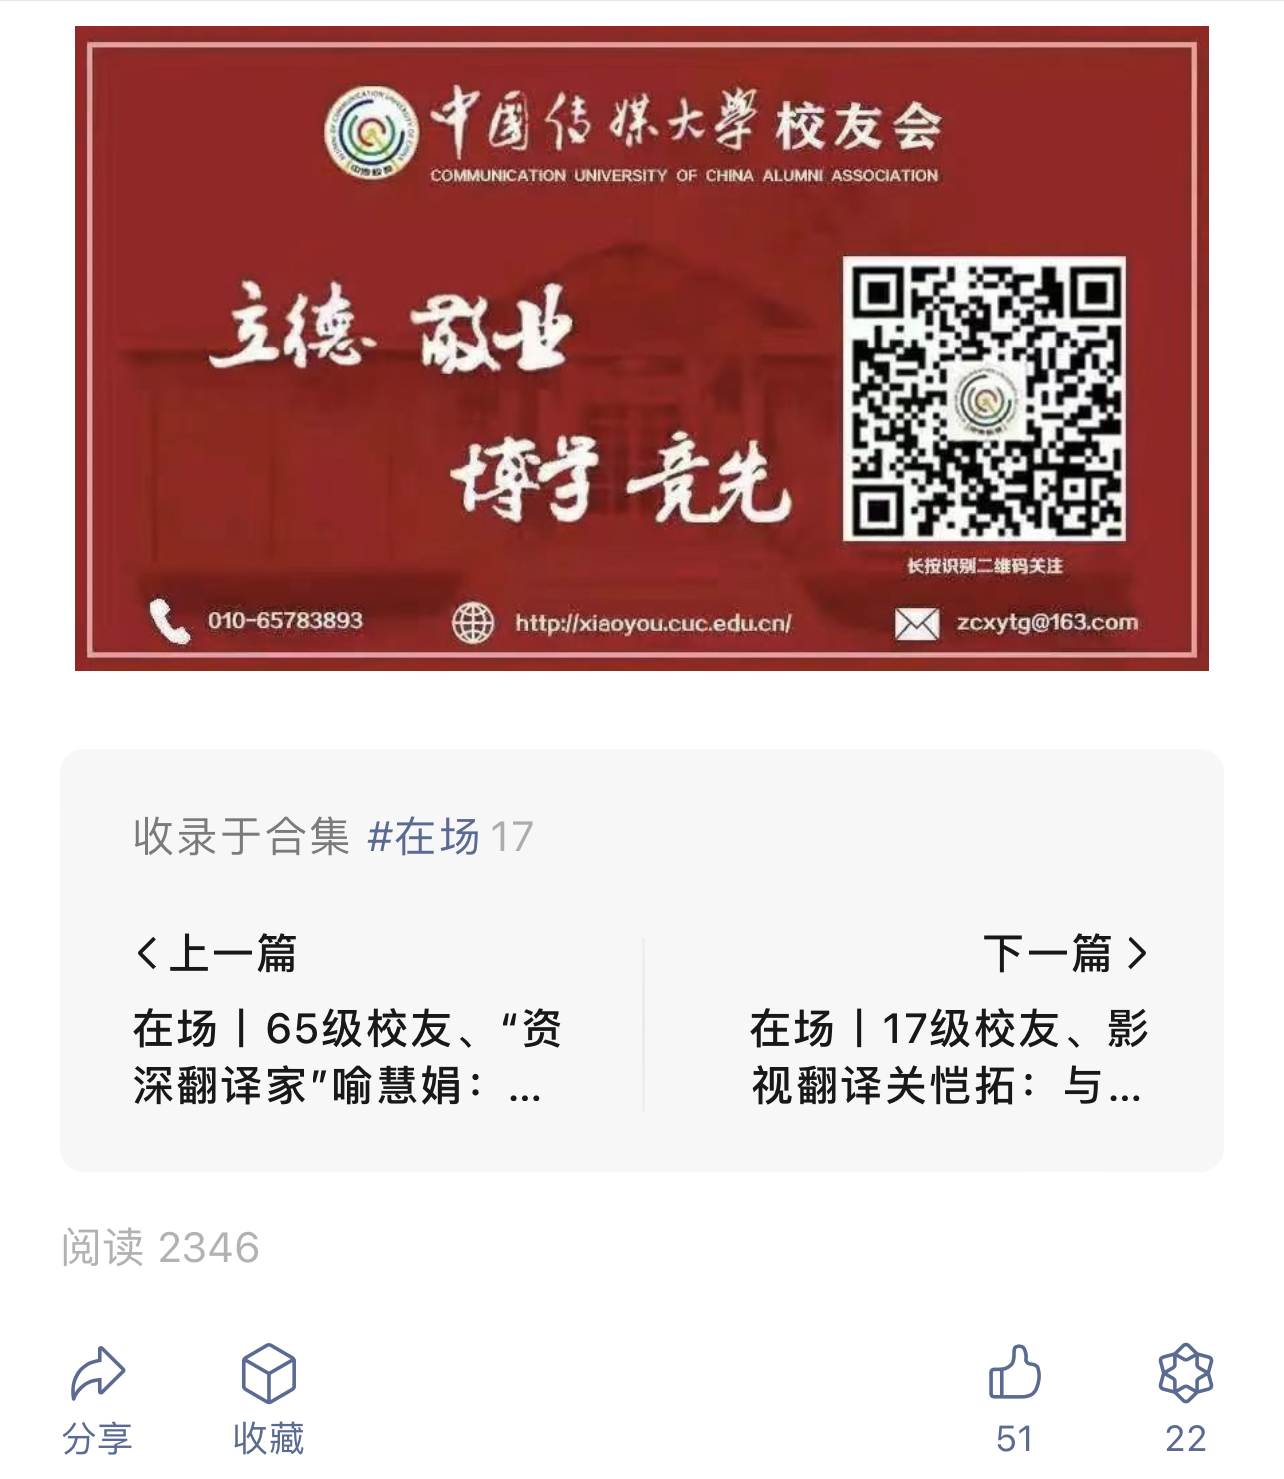 中国传媒大学校友会
COMMUNICATION UNIVERSITY OF CHINA ALUMNI ASSOCIATION
立德 敬业
博学 竞先
长按识别二维码关注
010-65783893 http://xiaoyou.cuc.edu.cn/ zcxytg@163.com
收录于合集 #在场 17
上一篇
在场丨65级校友、“资
深翻译家”喻慧娟：...
下一篇
在场丨17级校友、影
视翻译关恺拓：与...
阅读 2346
分享 收藏 51 22